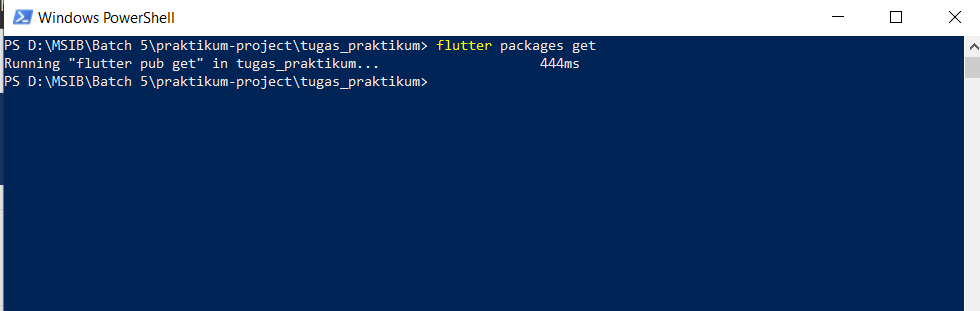 Windows PowerShell
PS D:\MSIB\Batch 5\praktikum-project\tugas_praktikum> flutter packages get
Running "flutter pub get" in tugas_praktikum... 444ms
PS D:\MSIB\Batch 5\praktikum-project\tugas_praktikum>